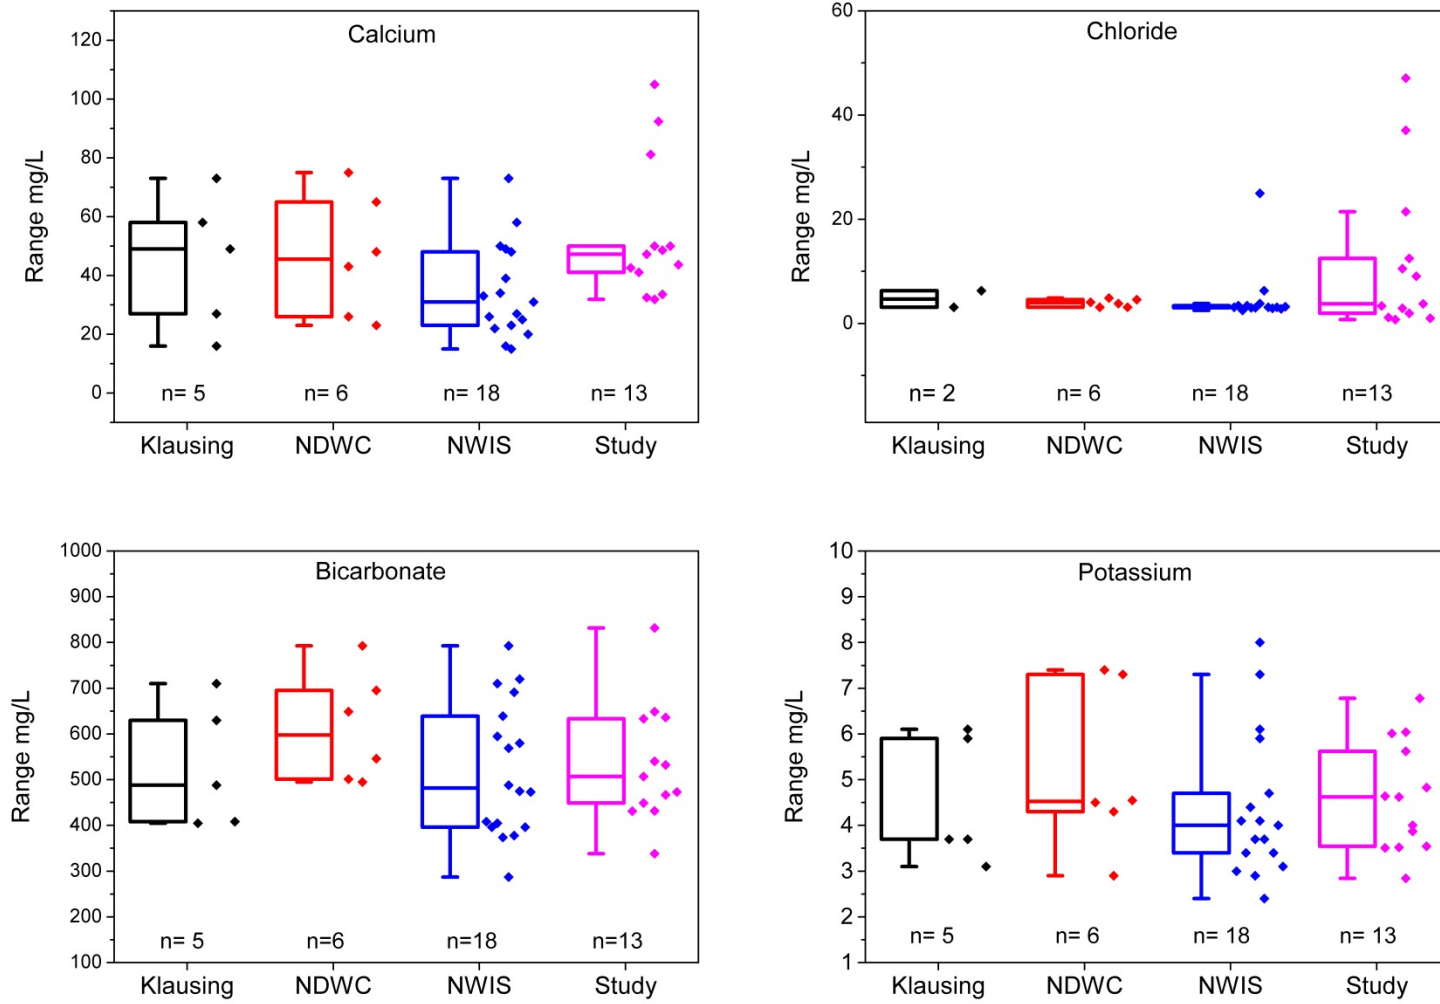 Calcium
Range mg/L
120
100
80
60
40
20
0
n= 5
n= 6
n= 18
n= 13
Klausing
NDWC
NWIS
Study
Chloride
Range mg/L
60
40
20
0
n= 2
n= 6
n= 18
n=13
Klausing
NDWC
NWIS
Study
Bicarbonate
Range mg/L
1000
900
800
700
600
500
400
300
200
100
n= 5
n=6
n=18
n=13
Klausing
NDWC
NWIS
Study
Potassium
Range mg/L
10
9
8
7
6
5
4
3
2
1
n= 5
n= 6
n= 18
n= 13
Klausing
NDWC
NWIS
Study